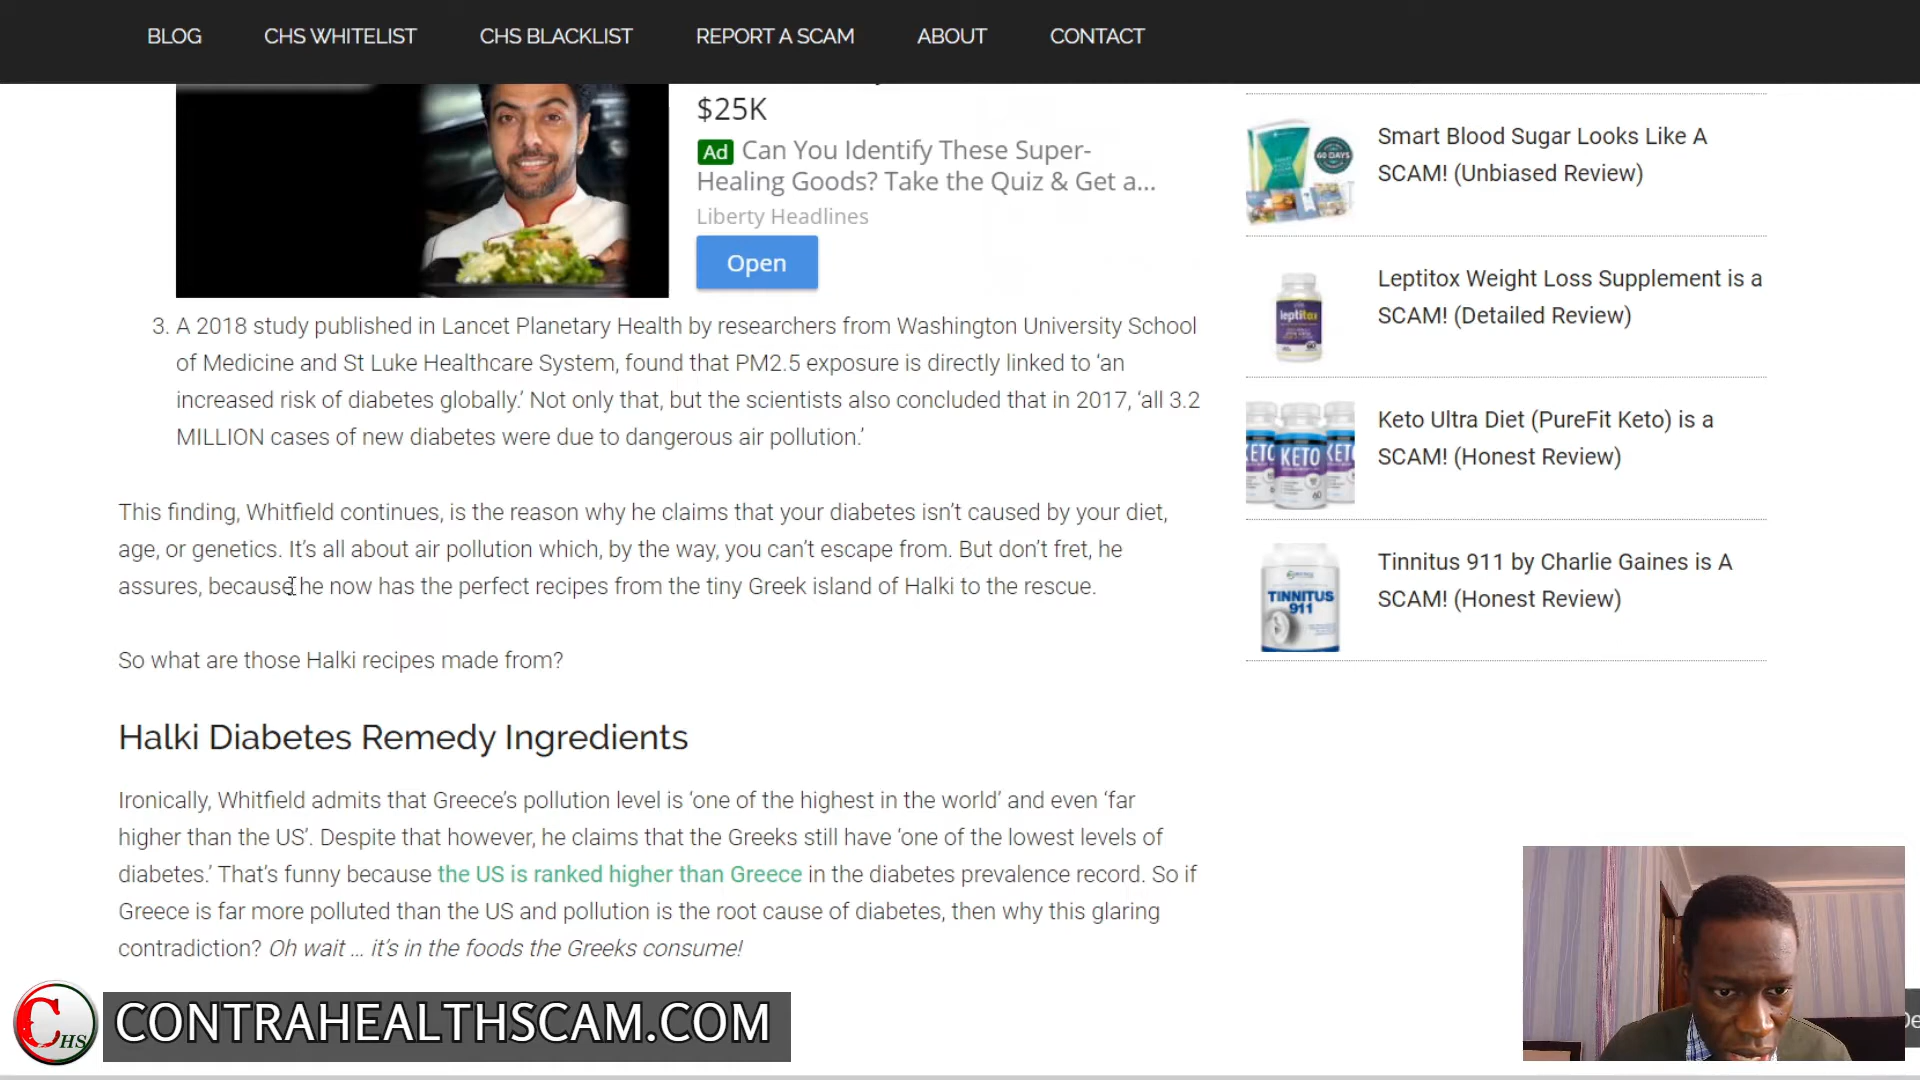 BLOG
CHS WHITELIST
CHS BLACKLIST
REPORT A SCAM
ABOUT
CONTACT
$25K
Ad Can You Identify These Super-
Healing Goods? Take the Quiz & Get a...
Liberty Headlines
Open
3. A 2018 study published in Lancet Planetary Health by researchers from Washington University School
of Medicine and St Luke Healthcare System, found that PM2.5 exposure is directly linked to ‘an
increased risk of diabetes globally.’ Not only that, but the scientists also concluded that in 2017, ‘all 3.2
MILLION cases of new diabetes were due to dangerous air pollution.’
This finding, Whitfield continues, is the reason why he claims that your diabetes isn’t caused by your diet,
age, or genetics. It’s all about air pollution which, by the way, you can’t escape from. But don’t fret, he
assures, because he now has the perfect recipes from the tiny Greek island of Halki to the rescue.
So what are those Halki recipes made from?
Halki Diabetes Remedy Ingredients
Ironically, Whitfield admits that Greece’s pollution level is ‘one of the highest in the world’ and even ‘far
higher than the US’. Despite that however, he claims that the Greeks still have ‘one of the lowest levels of
diabetes.’ That’s funny because the US is ranked higher than Greece in the diabetes prevalence record. So if
Greece is far more polluted than the US and pollution is the root cause of diabetes, then why this glaring
contradiction? Oh wait ... it’s in the foods the Greeks consume!
Smart Blood Sugar Looks Like A
SCAM! (Unbiased Review)
60 DAYS
Leptitox Weight Loss Supplement is a
SCAM! (Detailed Review)
leptitox
Keto Ultra Diet (PureFit Keto) is a
SCAM! (Honest Review)
KETO
Tinnitus 911 by Charlie Gaines is A
SCAM! (Honest Review)
TINNITUS
911
CHS
CONTRAHEALTHSCAM.COM